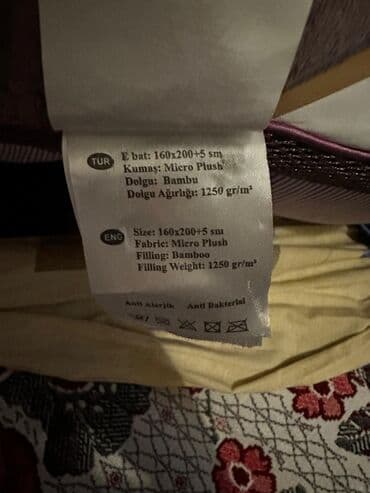 TUR
E bat: 160x200+5 sm
Kumaş: Micro Plush
Dolgu: Bambu
Dolgu Ağırlığı: 1250 gr/m²
ENG
Size: 160x200+5 sm
Fabric: Micro Plush
Filling: Bamboo
Filling Weight: 1250 gr/m²
Anti Alerjik Anti Bakteriel